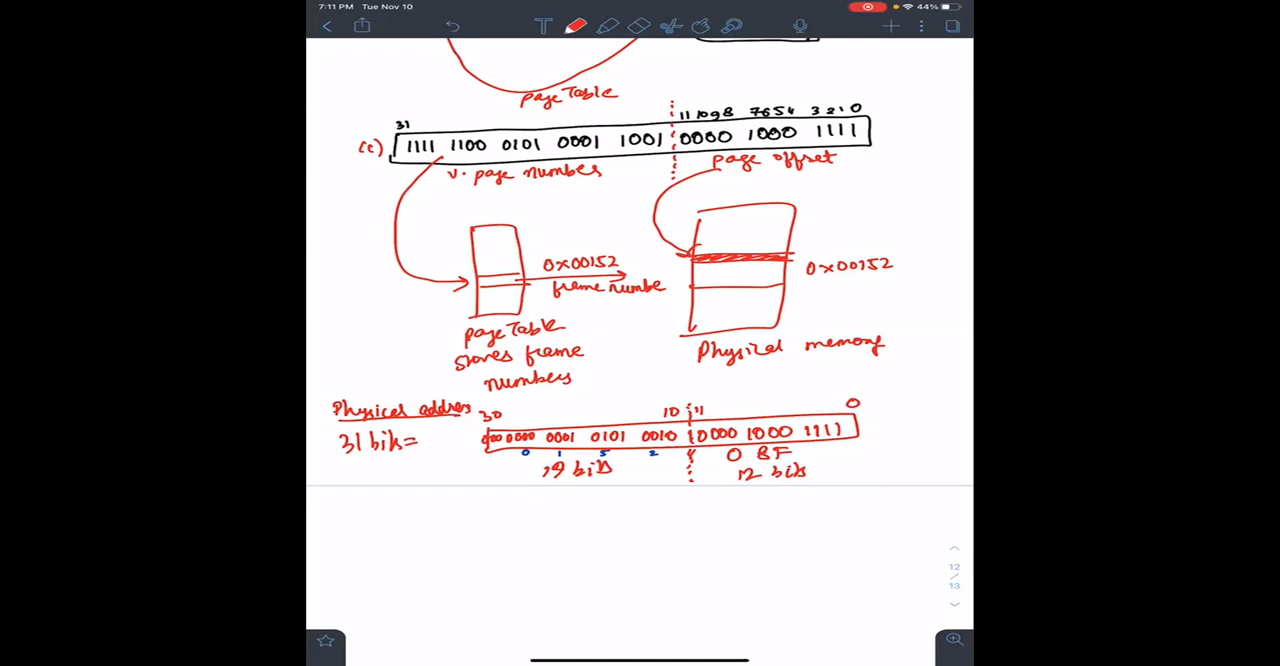 7:11 PM Tue Nov 10 44%
T
Page Table
31 11 10 9 8 7 6 5 4 3 2 1 0
(c) 1111 1100 0101 0001 1001 0000 1000 1111
v. page numbers page offset
0x00152 0x00152
frame number
page Table
stores frame
numbers
Physical memory
Physical address 30 10 11 0
31 bits = 000 0000 0001 0101 0010 0000 1000 1111
0 1 5 2 0 8F
19 bits 12 bits
12
/
13